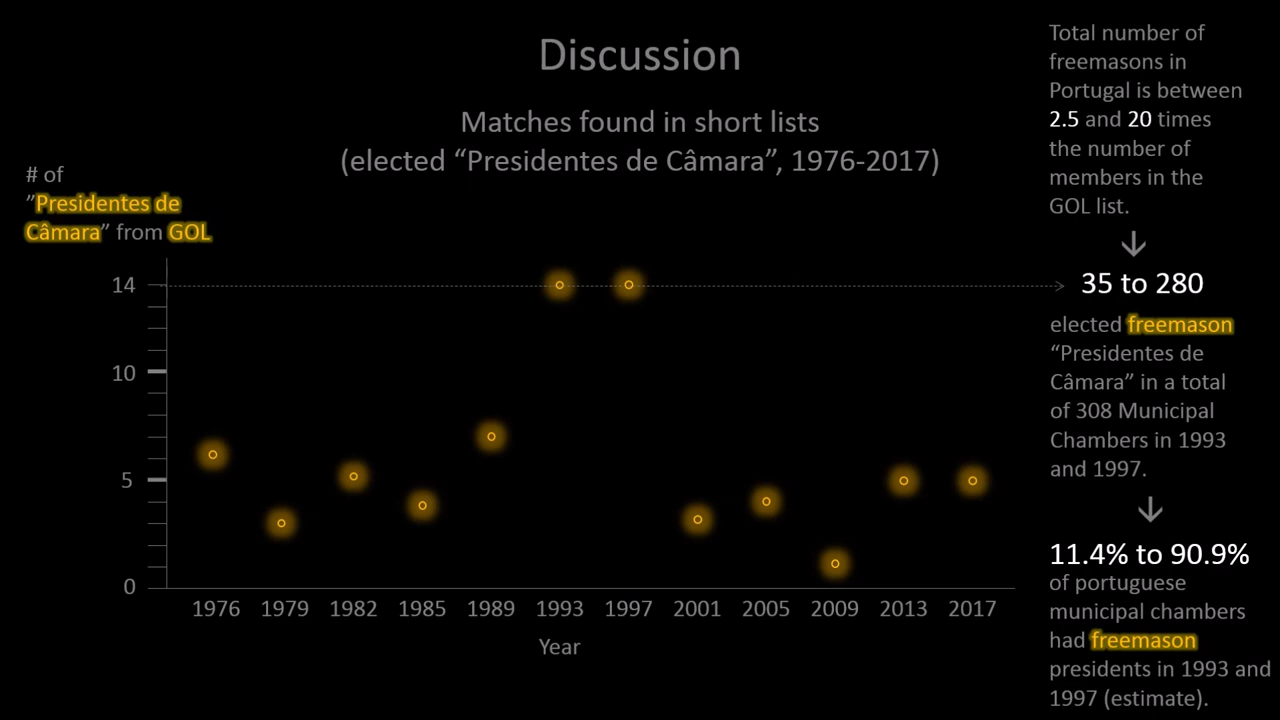 Discussion
Matches found in short lists
(elected “Presidentes de Câmara”, 1976-2017)
# of
”Presidentes de
Câmara” from GOL
14
10
5
0
1976 1979 1982 1985 1989 1993 1997 2001 2005 2009 2013 2017
Year
Total number of
freemasons in
Portugal is between
2.5 and 20 times
the number of
members in the
GOL list.
35 to 280
elected freemason
“Presidentes de
Câmara” in a total
of 308 Municipal
Chambers in 1993
and 1997.
11.4% to 90.9%
of portuguese
municipal chambers
had freemason
presidents in 1993 and
1997 (estimate).